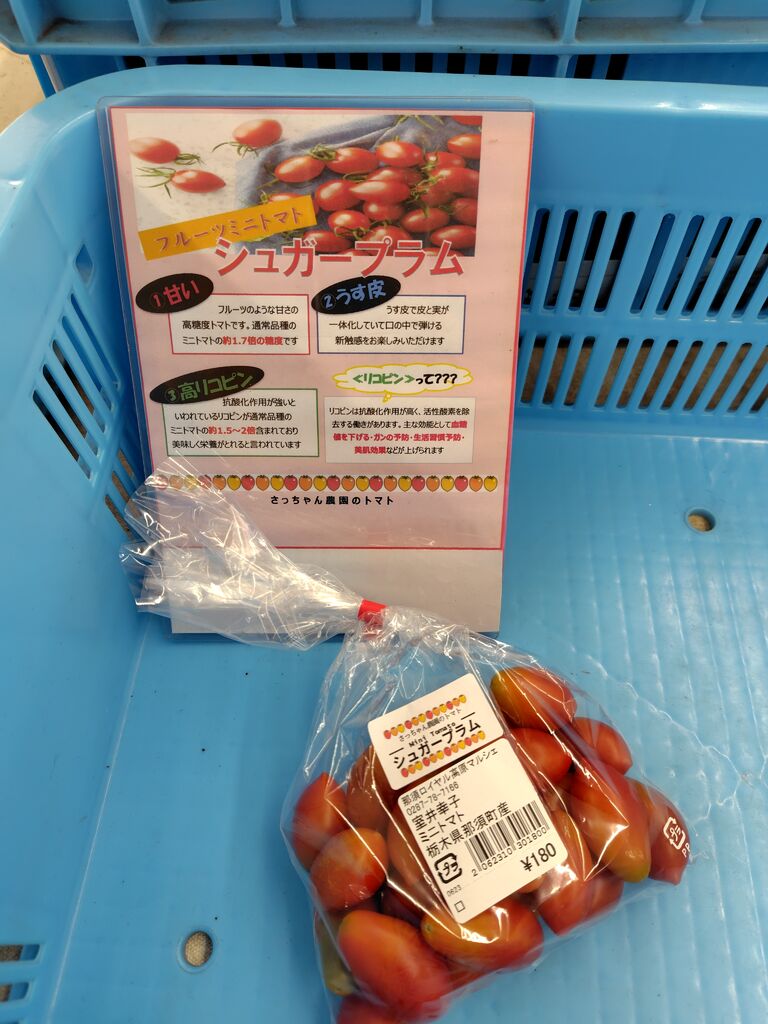 フルーツミニトマト
シュガープラム
①甘い
フルーツのような甘さの
高糖度トマトです。通常品種の
ミニトマトの約1.7倍の糖度です
②うす皮
うす皮で皮と実が
一体化していて口の中で弾ける
新触感をお楽しみいただけます
③高リコピン
抗酸化作用が強いと
いわれているリコピンが通常品種の
ミニトマトの約1.5～2倍含まれており
美味しく栄養がとれると言われています
<リコピン>って???
リコピンは抗酸化作用が高く、活性酸素を除
去する働きがあります。主な効能として血糖
値を下げる・ガンの予防・生活習慣予防・
美肌効果などが上げられます
さっちゃん農園のトマト
さっちゃん農園のトマト
Mini Tomato
シュガープラム
那須ロイヤル高原マルシェ
0287-78-7166
室井幸子
ミニトマト
栃木県那須町産
プラ
2 062310 301800
¥180
0623
プラ